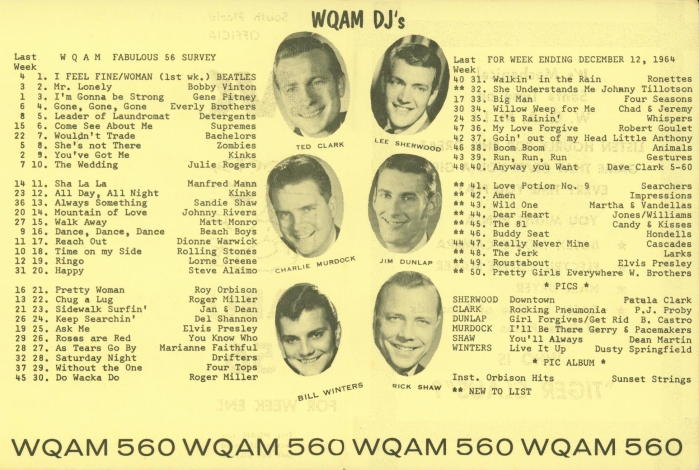 WQAM DJ's
Last W Q A M FABULOUS 56 SURVEY
Week
4 1. I FEEL FINE/WOMAN (1st wk.) BEATLES
3 2. Mr. Lonely Bobby Vinton
1 3. I'm Gonna be Strong Gene Pitney
6 4. Gone, Gone, Gone Everly Brothers
8 5. Leader of Laundromat Detergents
15 6. Come See About Me Supremes
22 7. Wouldn't Trade Bachelors
5 8. She's not There Zombies
2 9. You've Got Me Kinks
7 10. The Wedding Julie Rogers
14 11. Sha La La Manfred Mann
23 12. All Day, All Night Kinks
36 13. Always Something Sandie Shaw
20 14. Mountain of Love Johnny Rivers
27 15. Walk Away Matt Monro
9 16. Dance, Dance, Dance Beach Boys
11 17. Reach Out Dionne Warwick
10 18. Time on my Side Rolling Stones
12 19. Ringo Lorne Greene
31 20. Happy Steve Alaimo
16 21. Pretty Woman Roy Orbison
13 22. Chug a Lug Roger Miller
21 23. Sidewalk Surfin' Jan & Dean
26 24. Keep Searchin' Del Shannon
19 25. Ask Me Elvis Presley
29 26. Roses are Red You Know Who
28 27. As Tears Go By Marianne Faithful
32 28. Saturday Night Drifters
37 29. Without the One Four Tops
45 30. Do Wacka Do Roger Miller
TED CLARK
LEE SHERWOOD
CHARLIE MURDOCK
JIM DUNLAP
BILL WINTERS
RICK SHAW
Last FOR WEEK ENDING DECEMBER 12, 1964
Week
40 31. Walkin' in the Rain Ronettes
** 32. She Understands Me Johnny Tillotson
17 33. Big Man Four Seasons
30 34. Willow Weep for Me Chad & Jeremy
24 35. It's Rainin' Whispers
47 36. My Love Forgive Robert Goule
42 37. Goin' out of my Head Little Anthony
46 38. Boom Boom Animals
43 39. Run, Run, Run Gestures
48 40. Anyway you Want Dave Clark 5-60
** 41. Love Potion No. 9 Searchers
** 42. Amen Impressions
** 43. Wild One Martha & Vandellas
** 44. Dear Heart Jones/Williams
** 45. The 81 Candy & Kisses
** 46. Buddy Seat Hondells
44 47. Really Never Mine Cascades
** 48. The Jerk Larks
** 49. Roustabout Elvis Presley
** 50. Pretty Girls Everywhere W. Brothers
* PICS *
SHERWOOD Downtown Patula Clark
CLARK Rocking Pneumonia P.J. Proby
DUNLAP Girl Forgives/Get Rid B. Castro
MURDOCK I'll Be There Gerry & Pacemakers
SHAW You'll Always Dean Martin
WINTERS Live It Up Dusty Springfield
* PIC ALBUM *
Inst. Orbison Hits Sunset Strings
** NEW TO LIST
WQAM 560 WQAM 560 WQAM 560 WQAM 560